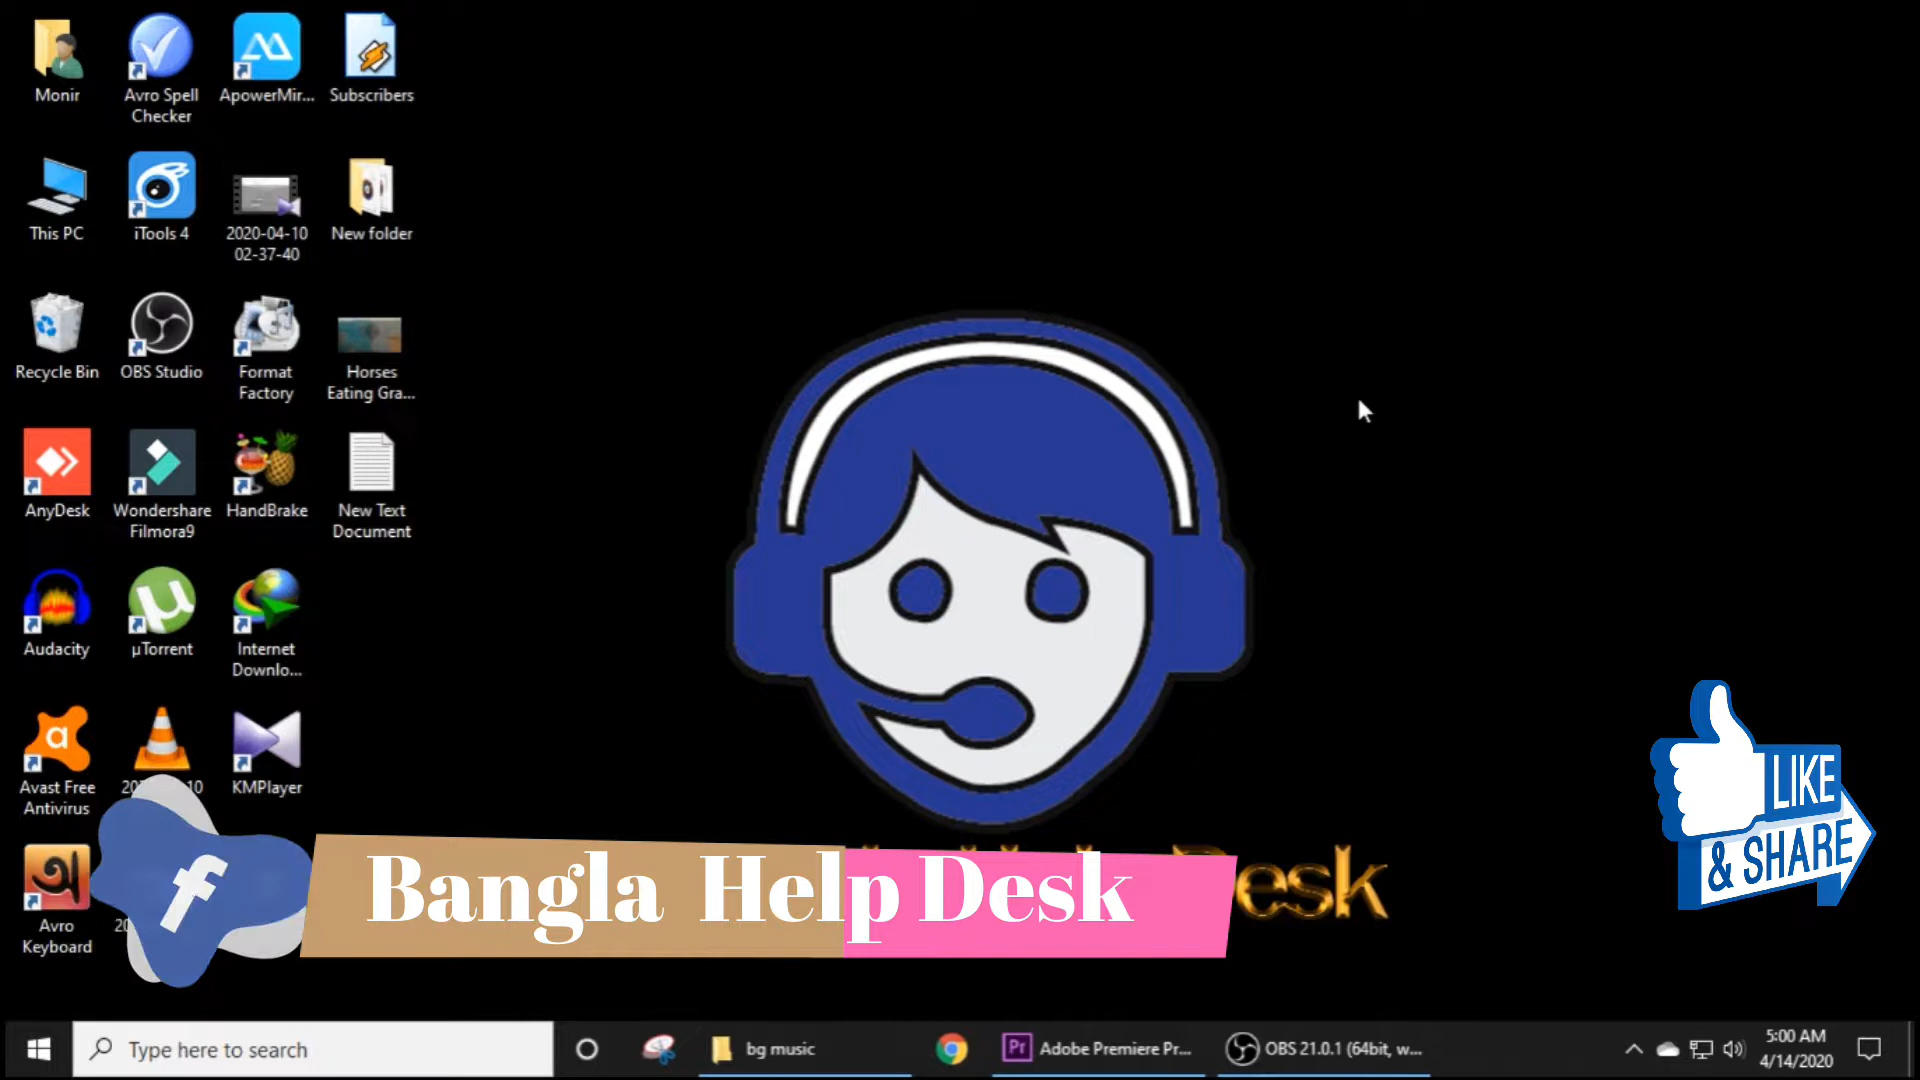 Monir
Avro Spell
Checker
ApowerMir...
Subscribers
This PC
iTools 4
2020-04-10
02-37-40
New folder
Recycle Bin
OBS Studio
Format
Factory
Horses
Eating Gra...
AnyDesk
Wondershare
Filmora9
HandBrake
New Text
Document
Audacity
µTorrent
Internet
Downlo...
Avast Free
Antivirus
KMPlayer
Avro
Keyboard
Bangla Help Desk
Desk
LIKE
& SHARE
Type here to search
bg music
Adobe Premiere Pr...
OBS 21.0.1 (64bit, w...
5:00 AM
4/14/2020